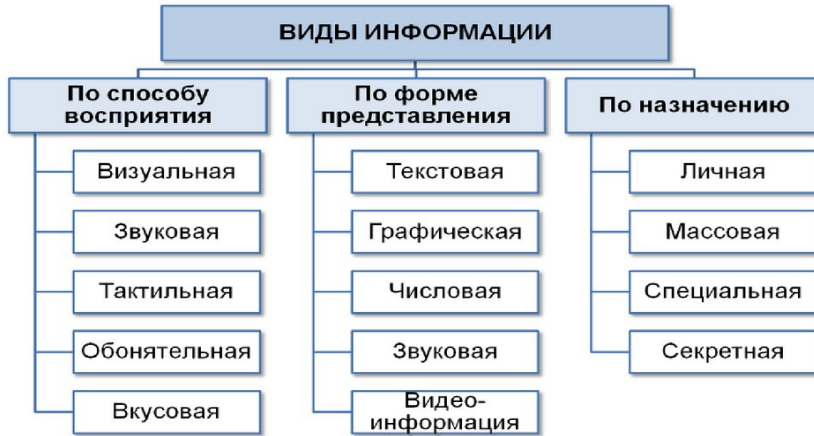 ВИДЫ ИНФОРМАЦИИ
По способу
восприятия
Визуальная
Звуковая
Тактильная
Обонятельная
Вкусовая
По форме
представления
Текстовая
Графическая
Числовая
Звуковая
Видео-
информация
По назначению
Личная
Массовая
Специальная
Секретная